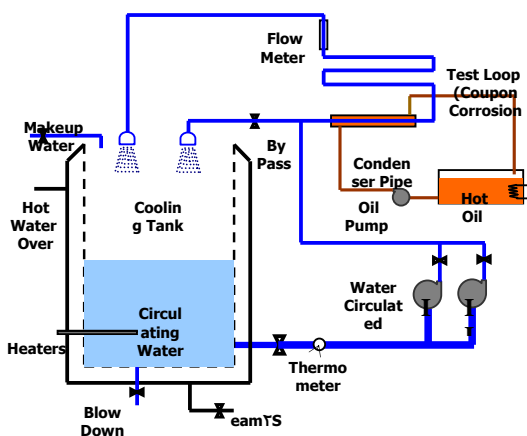 Flow
Meter
Test Loop
(Coupon
Corrosion
Makeup
Water
By
Pass
Conden
ser Pipe
Hot
Water
Over
Coolin
g Tank
Oil
Pump
Hot
Oil
Water
Circulat
ed
Circul
ating
Water
Heaters
Thermo
meter
Blow
Down
eam۲S